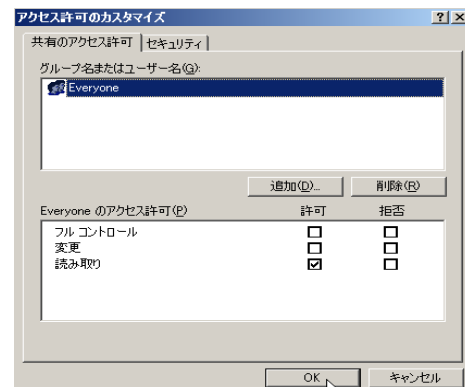 アクセス許可のカスタマイズ
共有のアクセス許可 セキュリティ
グループ名またはユーザー名(G):
Everyone
追加(D)... 削除(R)
Everyone のアクセス許可(P) 許可 拒否
フル コントロール
変更
読み取り
OK キャンセル